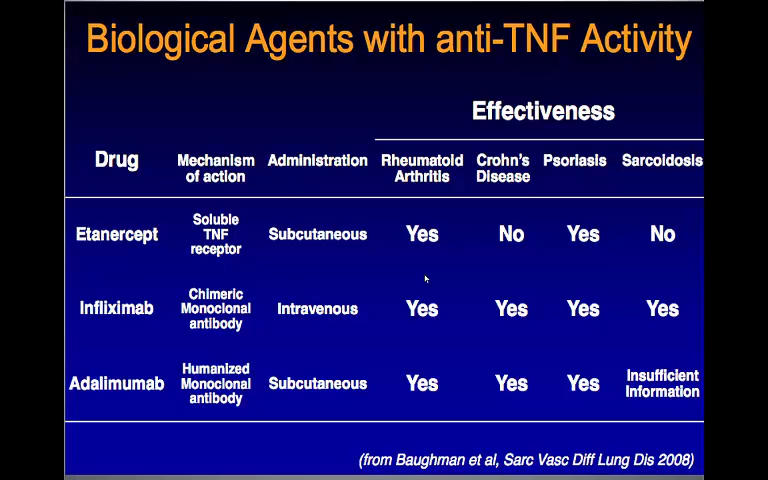 Biological Agents with anti-TNF Activity
Effectiveness
Drug Mechanism of action Administration Rheumatoid Arthritis Crohn's Disease Psoriasis Sarcoidosis
Etanercept Soluble TNF receptor Subcutaneous Yes No Yes No
Infliximab Chimeric Monoclonal antibody Intravenous Yes Yes Yes Yes
Adalimumab Humanized Monoclonal antibody Subcutaneous Yes Yes Yes Insufficient Information
(from Baughman et al, Sarc Vasc Diff Lung Dis 2008)